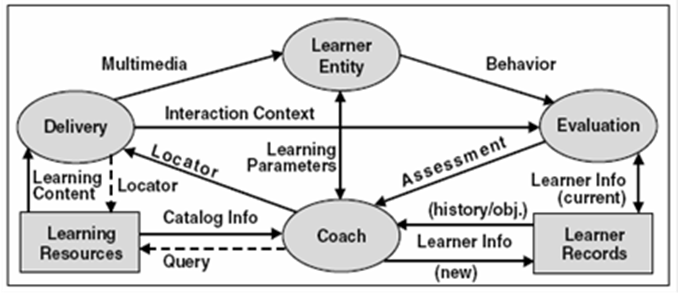 Learner
Entity
Multimedia
Behavior
Interaction Context
Delivery
Evaluation
Learning
Parameters
Locator
Assessment
Learning
Content
Locator
Learner Info
(current)
Catalog Info
(history/obj.)
Learning
Resources
Coach
Learner Info
Learner
Records
Query
(new)